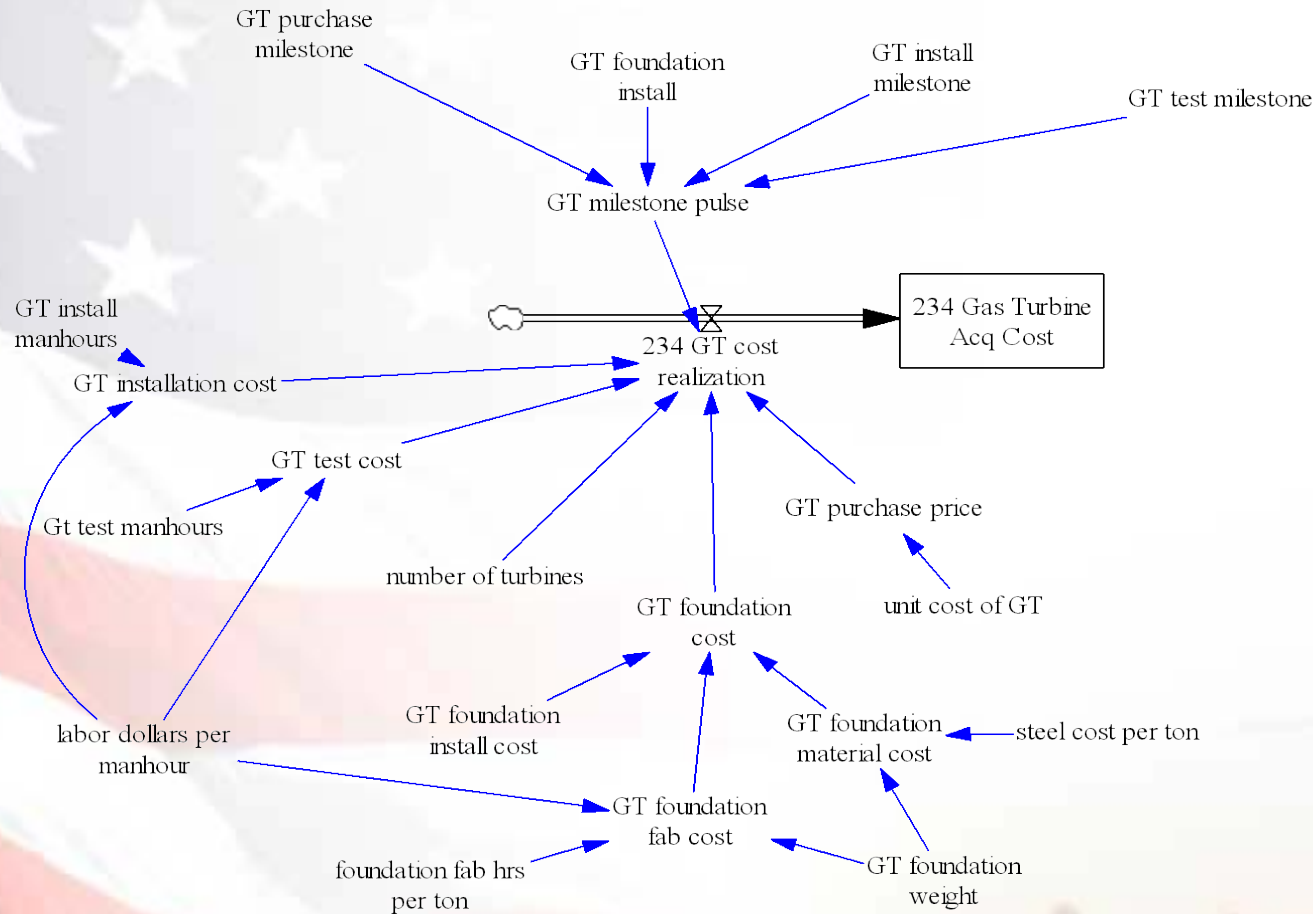 GT purchase
milestone
GT foundation
install
GT install
milestone
GT test milestone
GT milestone pulse
GT install
manhours
234 Gas Turbine
Acq Cost
234 GT cost
realization
GT installation cost
GT test cost
Gt test manhours
GT purchase price
number of turbines
unit cost of GT
GT foundation
cost
labor dollars per
manhour
GT foundation
install cost
GT foundation
material cost
steel cost per ton
GT foundation
fab cost
foundation fab hrs
per ton
GT foundation
weight